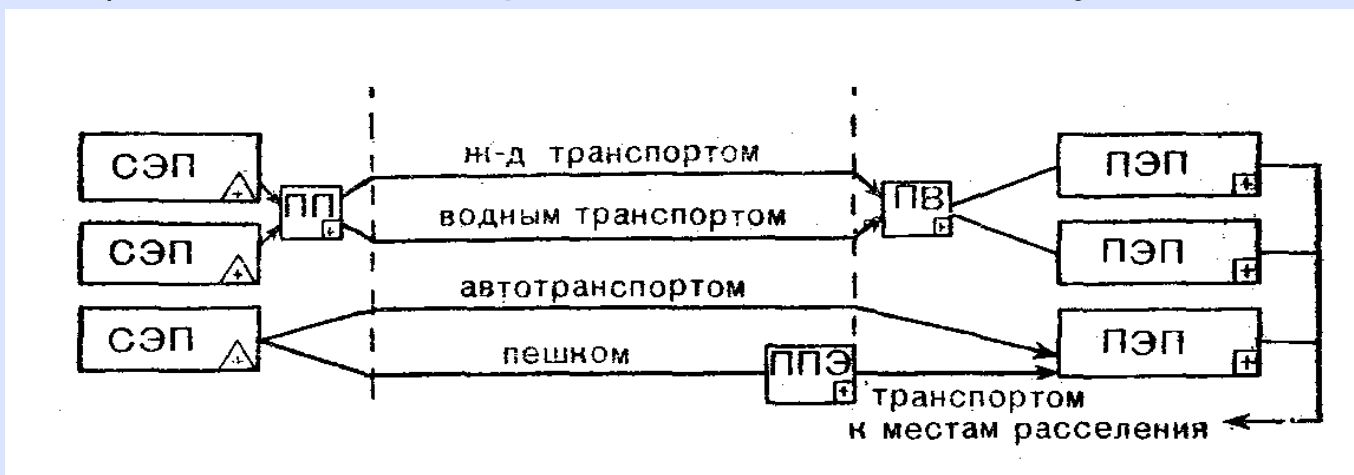 СЭП
СЭП
СЭП
ПП
ж-д транспортом
водным транспортом
автотранспортом
пешком
ППЭ
ПВ
ПЭП
ПЭП
ПЭП
транспортом
к местам расселения